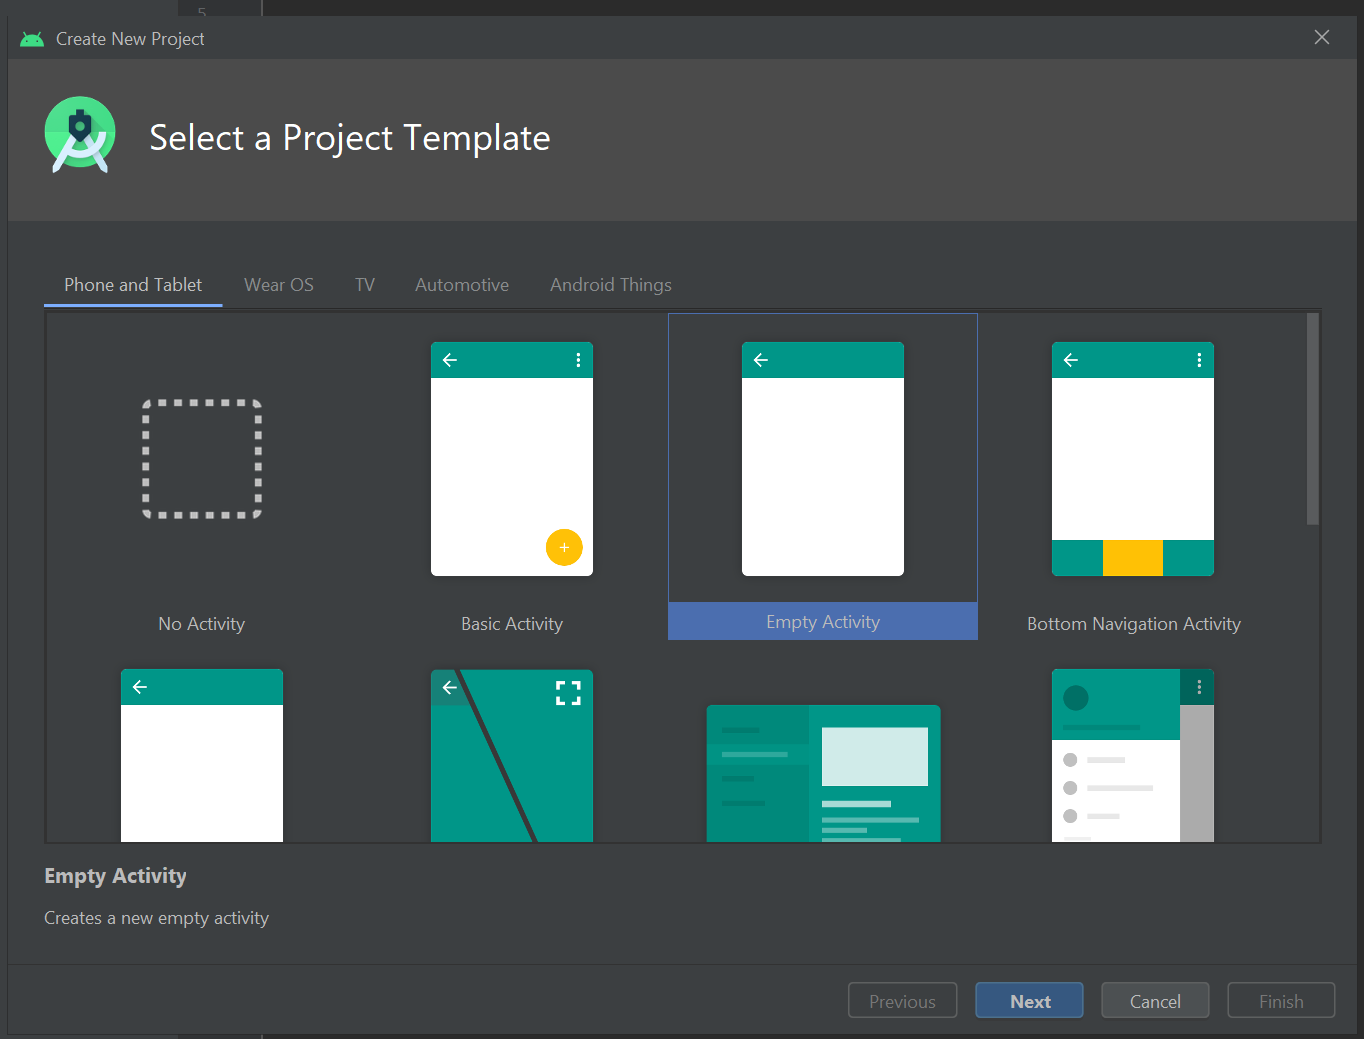 5
Create New Project
Select a Project Template
Phone and Tablet Wear OS TV Automotive Android Things
No Activity Basic Activity Empty Activity Bottom Navigation Activity
Empty Activity
Creates a new empty activity
Previous Next Cancel Finish